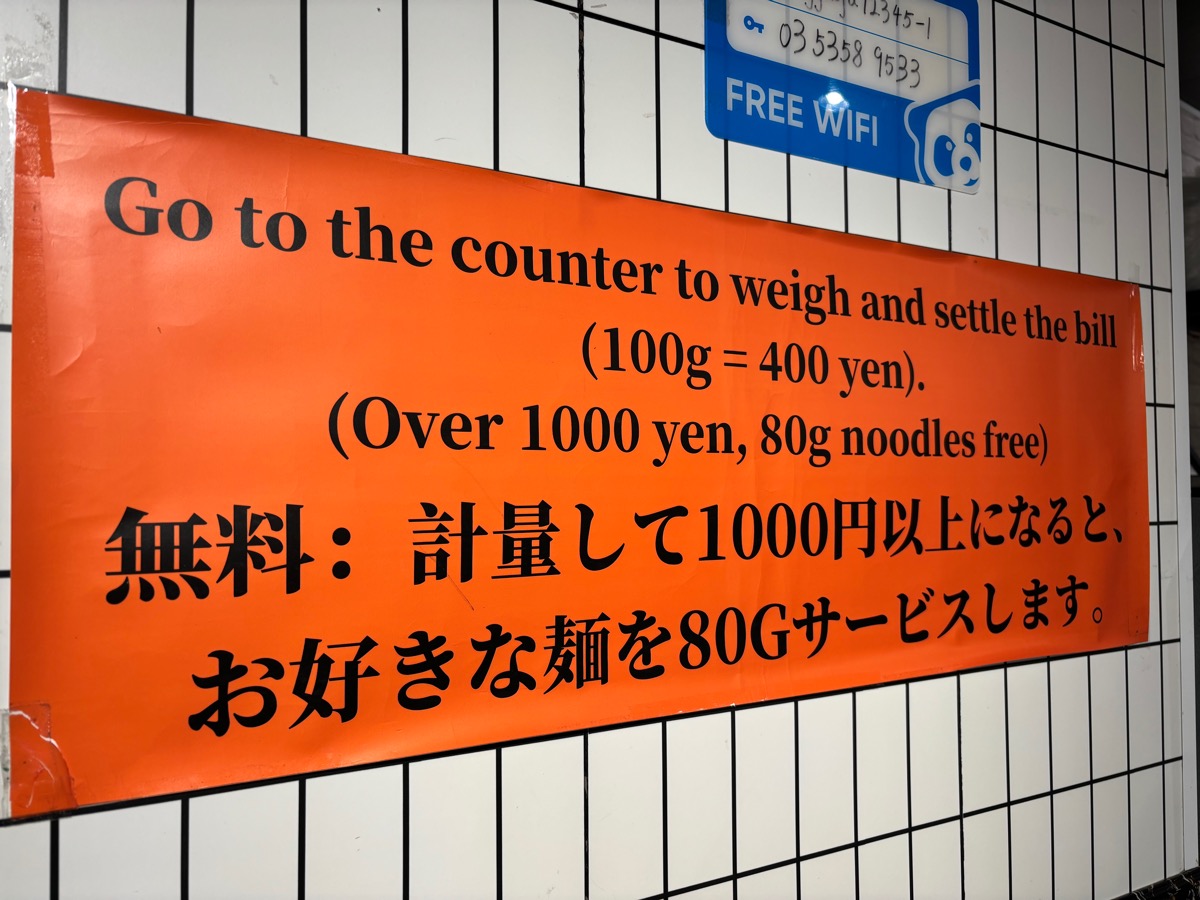 03 5358 9533
FREE WIFI
Go to the counter to weigh and settle the bill
(100g = 400 yen).
(Over 1000 yen, 80g noodles free)
無料：計量して1000円以上になると、
お好きな麺を80Gサービスします。